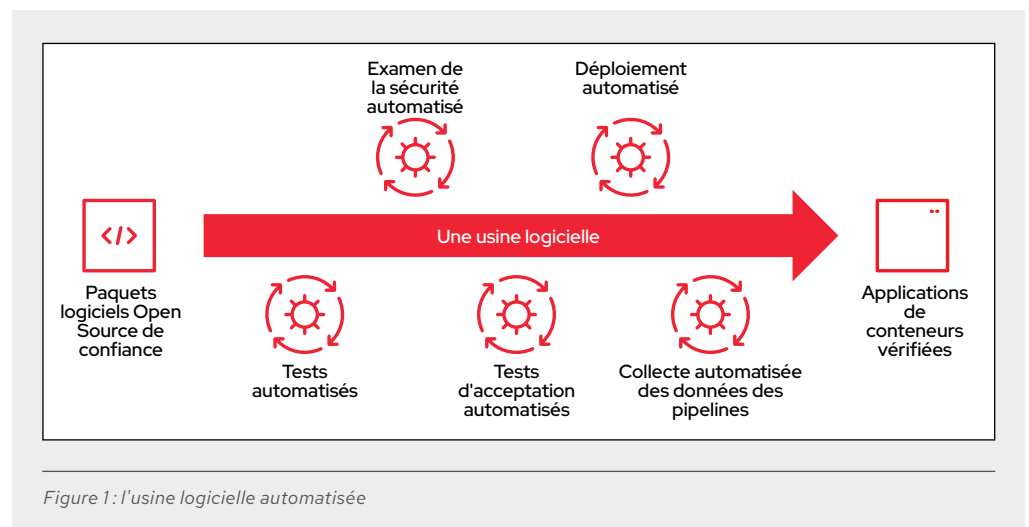 Examen de
la sécurité
automatisé
Déploiement
automatisé
</>
Une usine logicielle
Paquets
logiciels Open
Source de
confiance
Applications
de
conteneurs
vérifiées
Tests
automatisés
Tests
d'acceptation
automatisés
Collecte automatisée
des données des
pipelines
Figure 1 : l'usine logicielle automatisée